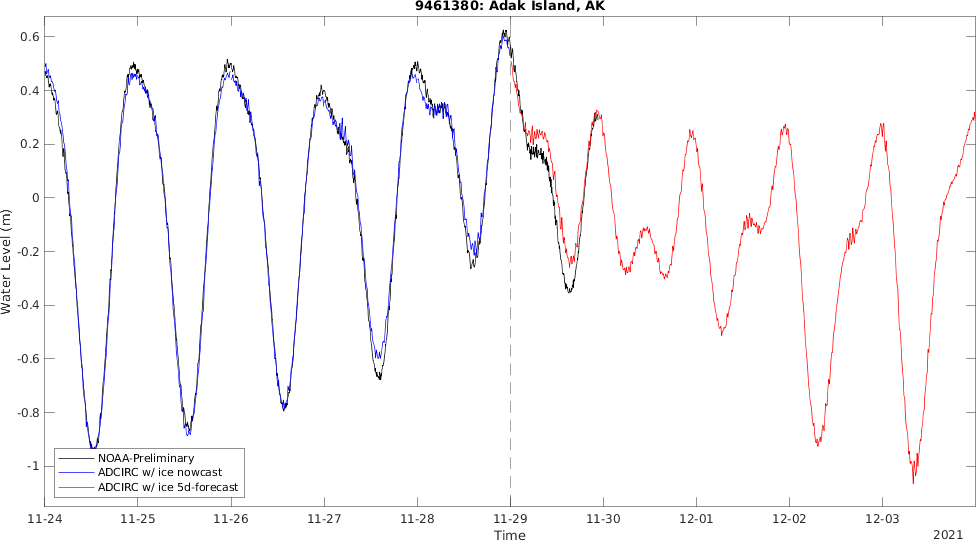 9461380: Adak Island, AK
0.6
0.4
0.2
0
-0.2
-0.4
-0.6
-0.8
-1
Water Level (m)
NOAA-Preliminary
ADCIRC w/ ice nowcast
ADCIRC w/ ice 5d-forecast
11-24 11-25 11-26 11-27 11-28 11-29 11-30 12-01 12-02 12-03
Time
2021